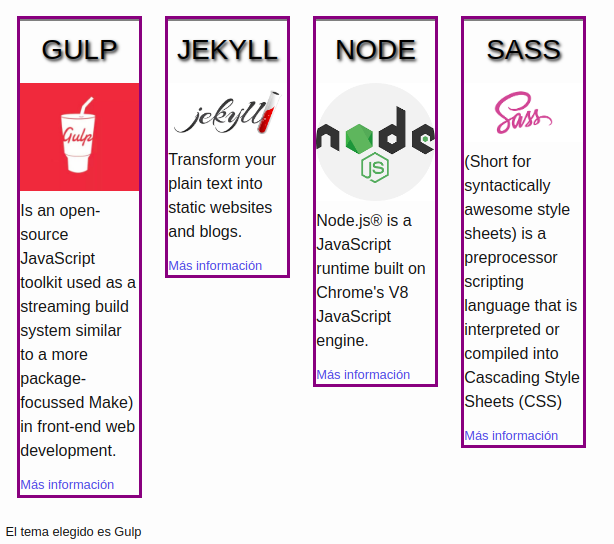 GULP
Gulp
Is an open-
source
JavaScript
toolkit used as a
streaming build
system similar
to a more
package-
focussed Make)
in front-end web
development.
Más información
JEKYLL
jekyll
Transform your
plain text into
static websites
and blogs.
Más información
NODE
node
JS
Node.js® is a
JavaScript
runtime built on
Chrome's V8
JavaScript
engine.
Más información
SASS
Sass
(Short for
syntactically
awesome style
sheets) is a
preprocessor
scripting
language that is
interpreted or
compiled into
Cascading Style
Sheets (CSS)
Más información
El tema elegido es Gulp